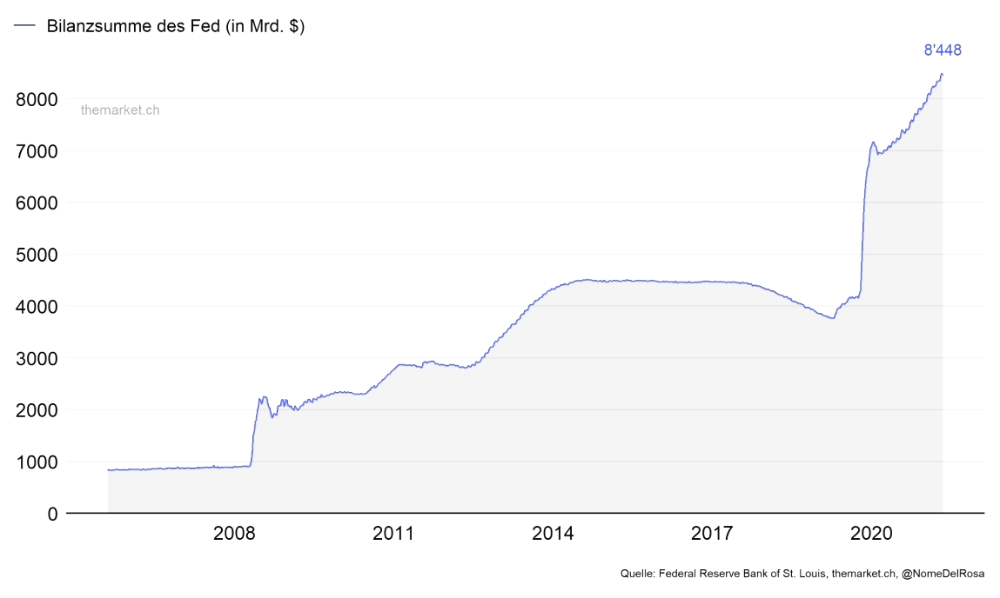 Bilanzsumme des Fed (in Mrd. $)
8'448
8000
themarket.ch
7000
6000
5000
4000
3000
2000
1000
0
2008 2011 2014 2017 2020
Quelle: Federal Reserve Bank of St. Louis, themarket.ch, @NomeDelRosa